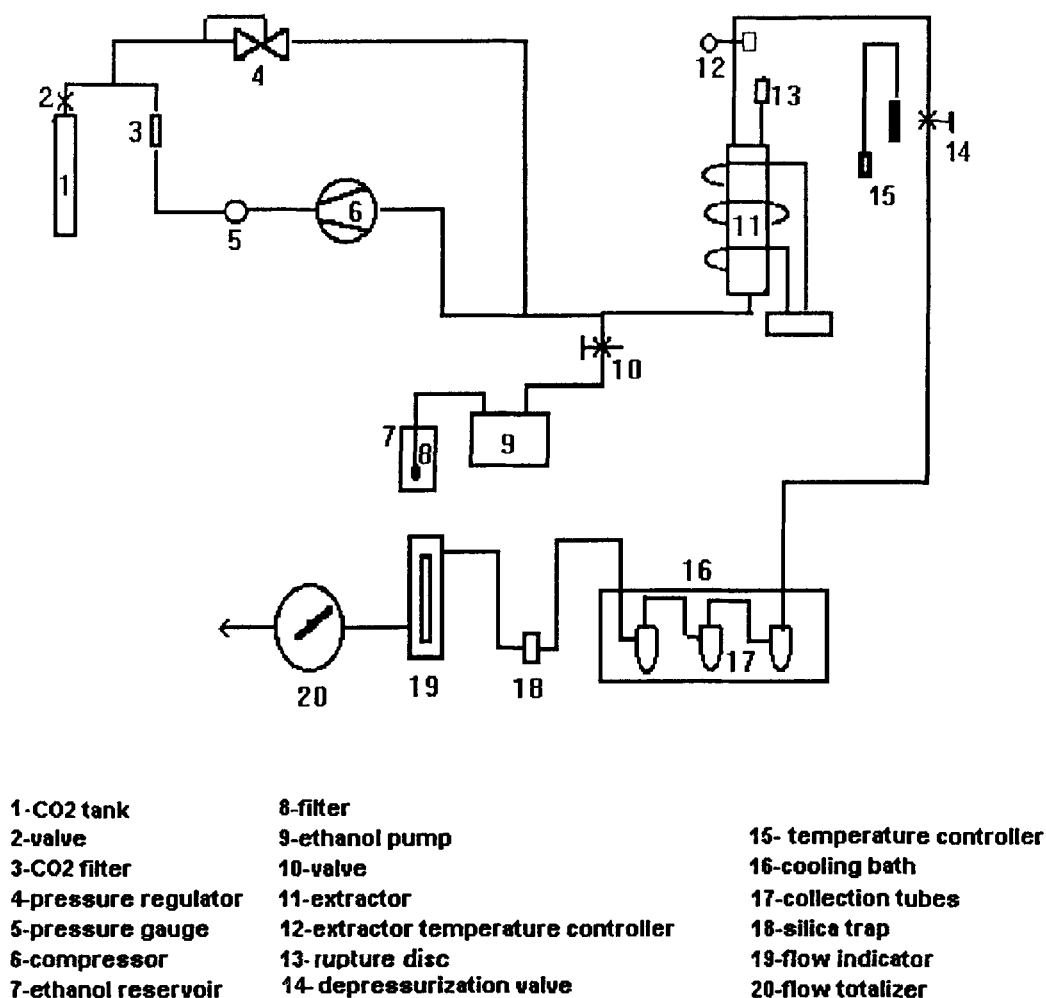 4
12
2
13
3
14
1
15
6
11
5
10
7
8
9
16
17
18
19
20
1-CO2 tank
2-valve
3-CO2 filter
4-pressure regulator
5-pressure gauge
6-compressor
7-ethanol reservoir
8-filter
9-ethanol pump
10-valve
11-extractor
12-extractor temperature controller
13- rupture disc
14- depressurization valve
15- temperature controller
16-cooling bath
17-collection tubes
18-silica trap
19-flow indicator
20-flow totalizer